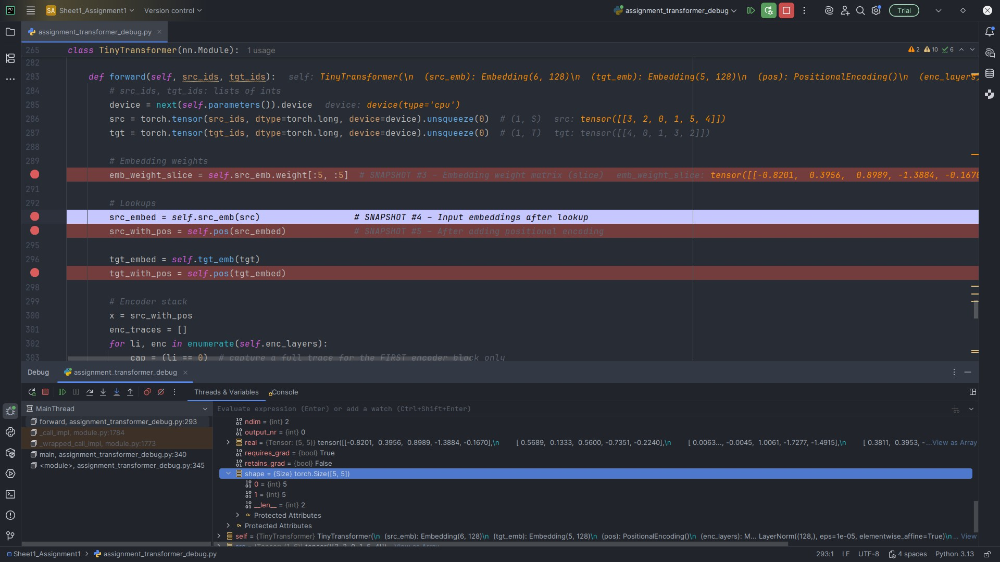 PC SA Sheet1_Assignment1 Version control assignment_transformer_debug Trial
assignment_transformer_debug.py
265 class TinyTransformer(nn.Module): 1 usage 2 10 6
282
283 def forward(self, src_ids, tgt_ids): self: TinyTransformer(\n (src_emb): Embedding(6, 128)\n (tgt_emb): Embedding(5, 128)\n (pos): PositionalEncoding()\n (enc_layers)
284 # src_ids, tgt_ids: lists of ints
285 device = next(self.parameters()).device device: device(type='cpu')
286 src = torch.tensor(src_ids, dtype=torch.long, device=device).unsqueeze(0) # (1, S) src: tensor([[3, 2, 0, 1, 5, 4]])
287 tgt = torch.tensor(tgt_ids, dtype=torch.long, device=device).unsqueeze(0) # (1, T) tgt: tensor([[4, 0, 1, 3, 2]])
288
289 # Embedding weights
emb_weight_slice = self.src_emb.weight[:5, :5] # SNAPSHOT #3 – Embedding weight matrix (slice) emb_weight_slice: tensor([[-0.8201, 0.3956, 0.8989, -1.3884, -0.1670
291
292 # Lookups
src_embed = self.src_emb(src) # SNAPSHOT #4 – Input embeddings after lookup
src_with_pos = self.pos(src_embed) # SNAPSHOT #5 – After adding positional encoding
295
296 tgt_embed = self.tgt_emb(tgt)
tgt_with_pos = self.pos(tgt_embed)
298
299 # Encoder stack
300 x = src_with_pos
301 enc_traces = []
302 for li, enc in enumerate(self.enc_layers):
303 cap = (li == 0) # capture a full trace for the FIRST encoder block only
Debug assignment_transformer_debug
Threads & Variables Console
MainThread
Evaluate expression (Enter) or add a watch (Ctrl+Shift+Enter)
forward, assignment_transformer_debug.py:293
_call_impl, module.py:1784
_wrapped_call_impl, module.py:1773
main, assignment_transformer_debug.py:340
<module>, assignment_transformer_debug.py:345
ndim = {int} 2
output_nr = {int} 0
real = {Tensor: (5, 5)} tensor([[-0.8201, 0.3956, 0.8989, -1.3884, -0.1670],\n [ 0.5689, 0.1333, 0.5600, -0.7351, -0.2240],\n [ 0.0063..., -0.0045, 1.0061, -1.7277, -1.4915],\n [ 0.3811, 0.3953, -...View as Array
requires_grad = {bool} True
retains_grad = {bool} False
shape = {Size} torch.Size([5, 5])
0 = {int} 5
1 = {int} 5
__len__ = {int} 2
Protected Attributes
Protected Attributes
self = {TinyTransformer} TinyTransformer(\n (src_emb): Embedding(6, 128)\n (tgt_emb): Embedding(5, 128)\n (pos): PositionalEncoding()\n (enc_layers): M... LayerNorm((128,), eps=1e-05, elementwise_affine=True)\n... View
src = {Tensor: (1, 6)} tensor([[3, 2, 0, 1, 5, 4]]) ...View as Array
Sheet1_Assignment1 assignment_transformer_debug.py 293:1 LF UTF-8 4 spaces Python 3.13